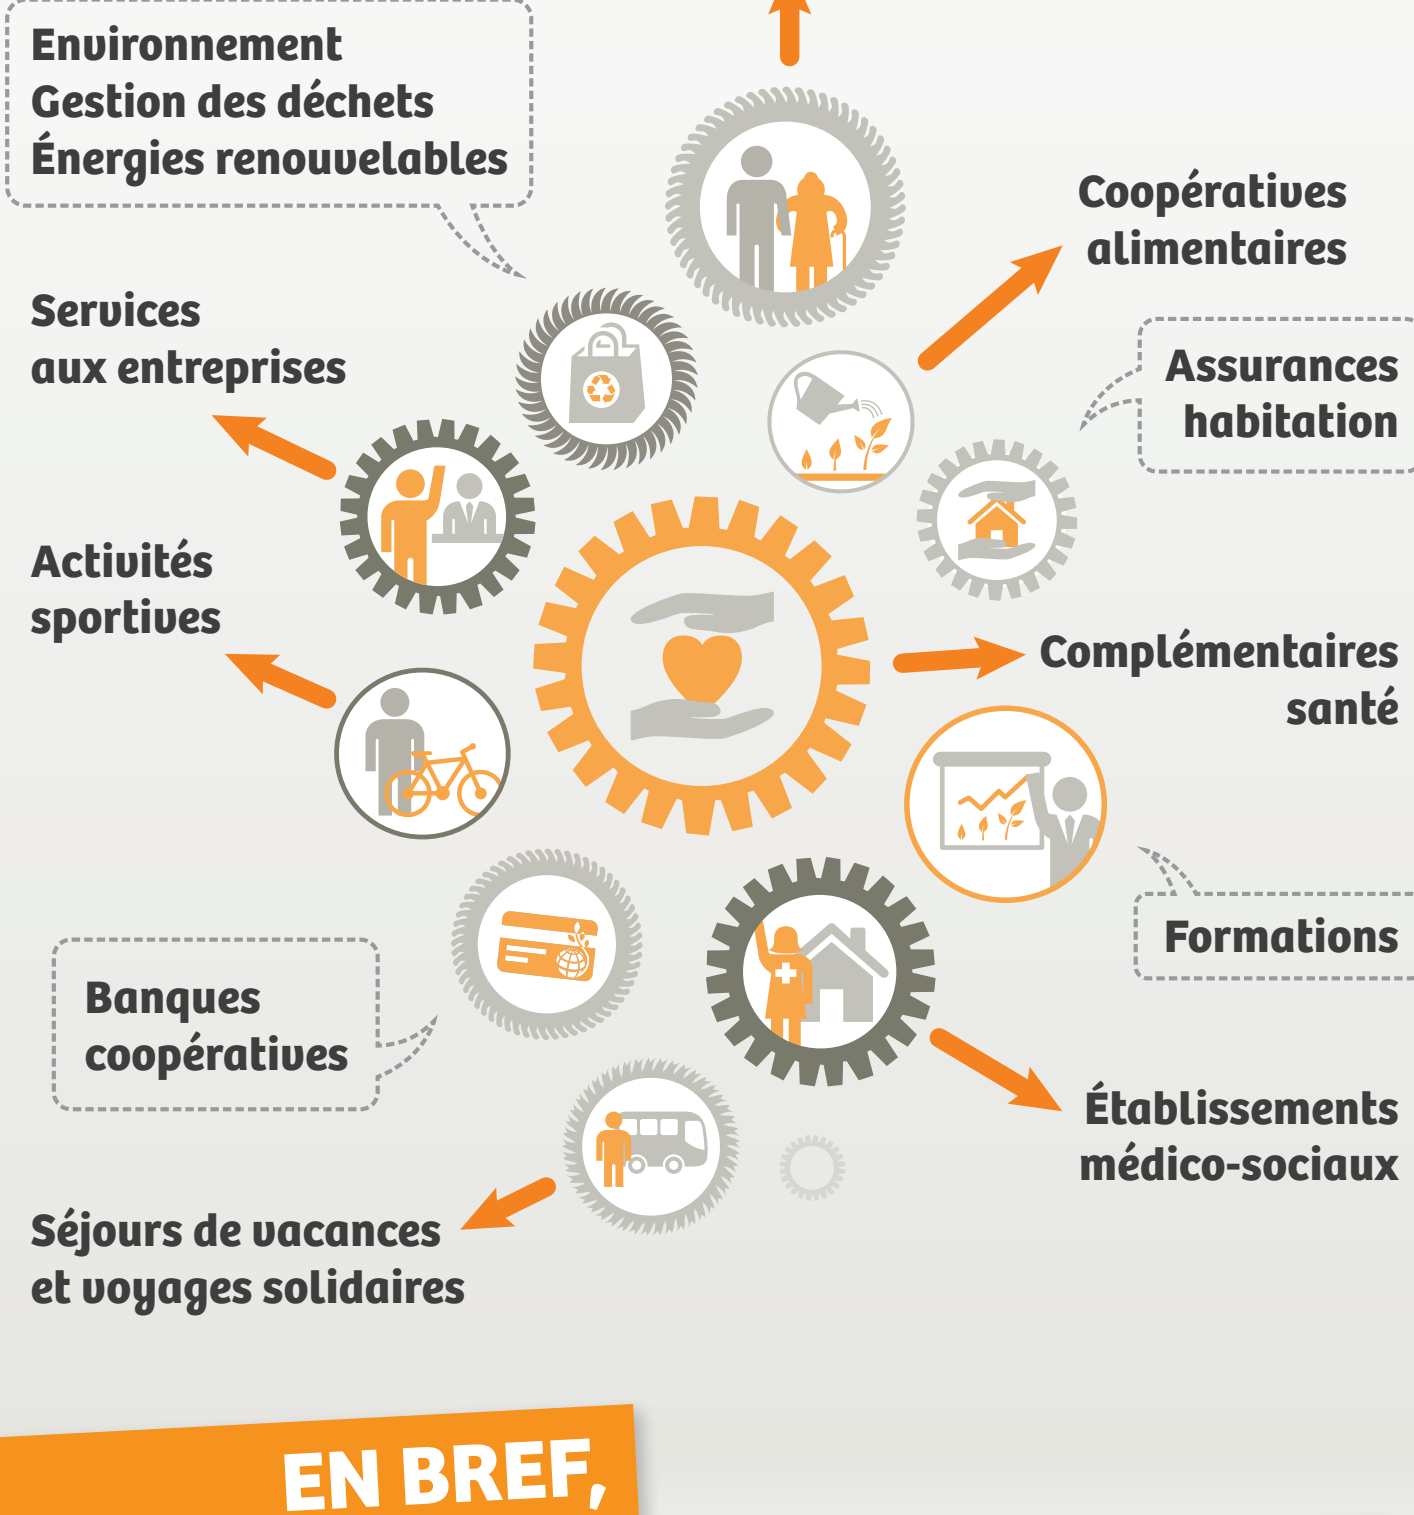 Environnement
Gestion des déchets
Énergies renouvelables
Coopératives
alimentaires
Services
aux entreprises
Assurances
habitation
Activités
sportives
Complémentaires
santé
Formations
Banques
coopératives
Établissements
médico-sociaux
Séjours de vacances
et voyages solidaires
EN BREF,